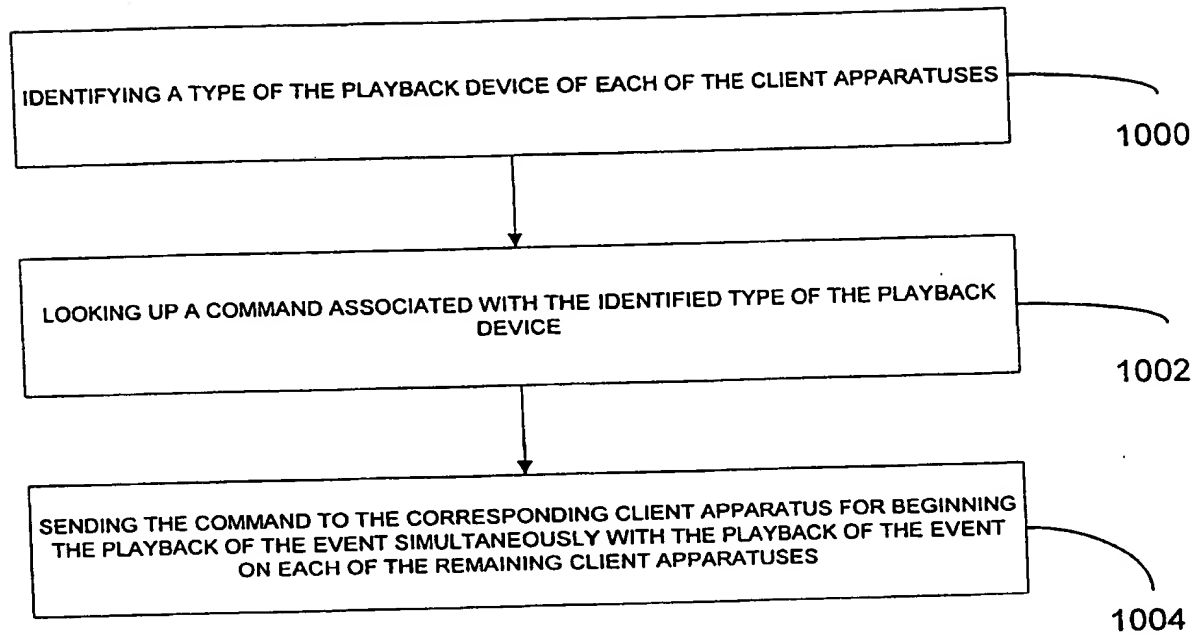 IDENTIFYING A TYPE OF THE PLAYBACK DEVICE OF EACH OF THE CLIENT APPARATUSES
1000
LOOKING UP A COMMAND ASSOCIATED WITH THE IDENTIFIED TYPE OF THE PLAYBACK
DEVICE
1002
SENDING THE COMMAND TO THE CORRESPONDING CLIENT APPARATUS FOR BEGINNING
THE PLAYBACK OF THE EVENT SIMULTANEOUSLY WITH THE PLAYBACK OF THE EVENT
ON EACH OF THE REMAINING CLIENT APPARATUSES
1004